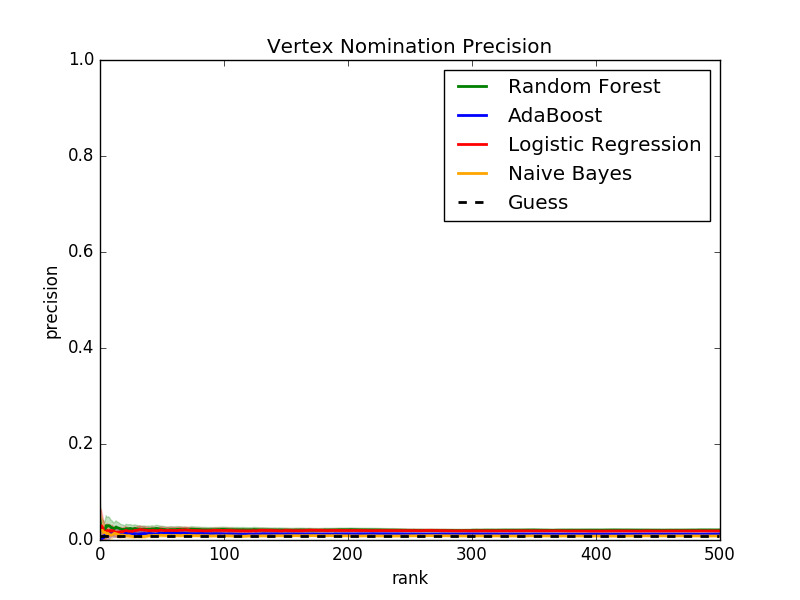 Vertex Nomination Precision
1.0
0.8
0.6
0.4
0.2
0.0
precision
Random Forest
AdaBoost
Logistic Regression
Naive Bayes
Guess
0 100 200 300 400 500
rank